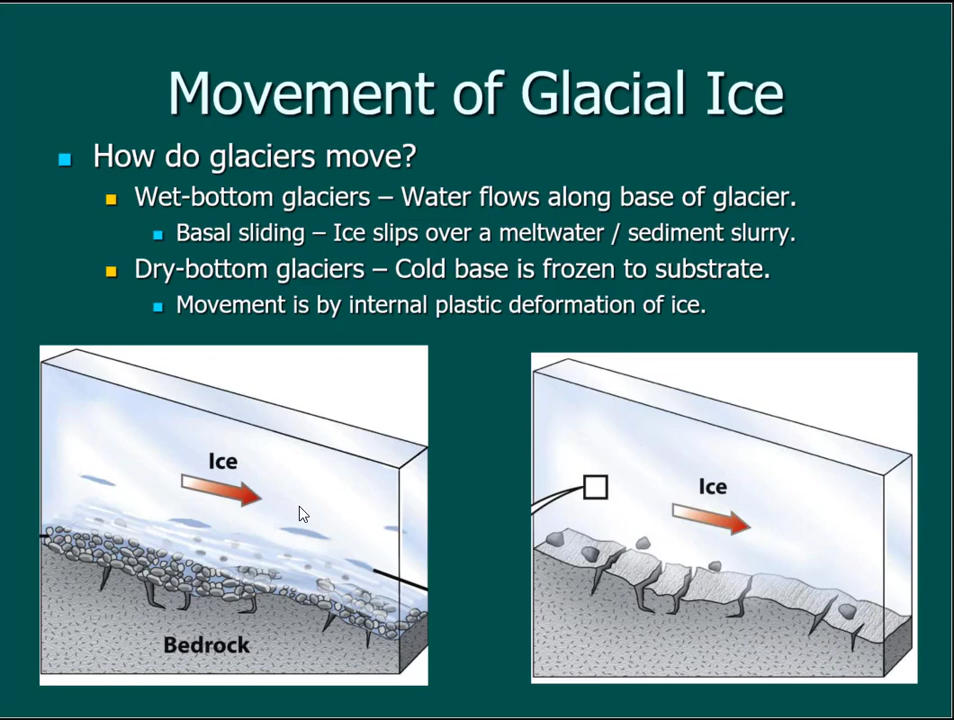 Movement of Glacial Ice
How do glaciers move?
Wet-bottom glaciers – Water flows along base of glacier.
Basal sliding – Ice slips over a meltwater / sediment slurry.
Dry-bottom glaciers – Cold base is frozen to substrate.
Movement is by internal plastic deformation of ice.
Ice
Bedrock
Ice